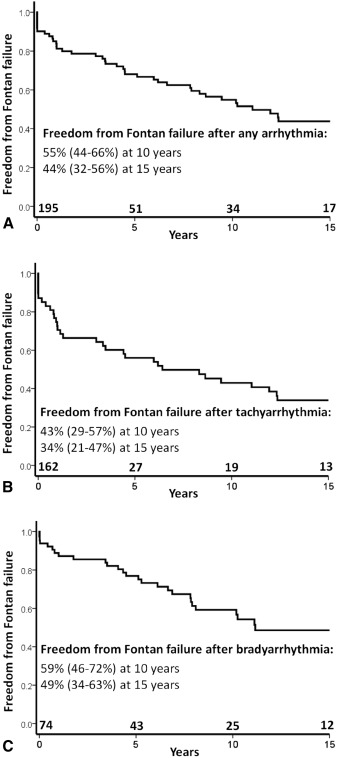 Freedom from Fontan failure
1.0
0.8
0.6
0.4
0.2
0.0
Freedom from Fontan failure after any arrhythmia:
55% (44-66%) at 10 years
44% (32-56%) at 15 years
195 51 34 17
0 5 10 15
Years
A
Freedom from Fontan failure
1.0
0.8
0.6
0.4
0.2
0.0
Freedom from Fontan failure after tachyarrhythmia:
43% (29-57%) at 10 years
34% (21-47%) at 15 years
162 27 19 13
0 5 10 15
Years
B
Freedom from Fontan failure
1.0
0.8
0.6
0.4
0.2
0.0
Freedom from Fontan failure after bradyarrhythmia:
59% (46-72%) at 10 years
49% (34-63%) at 15 years
74 43 25 12
0 5 10 15
Years
C